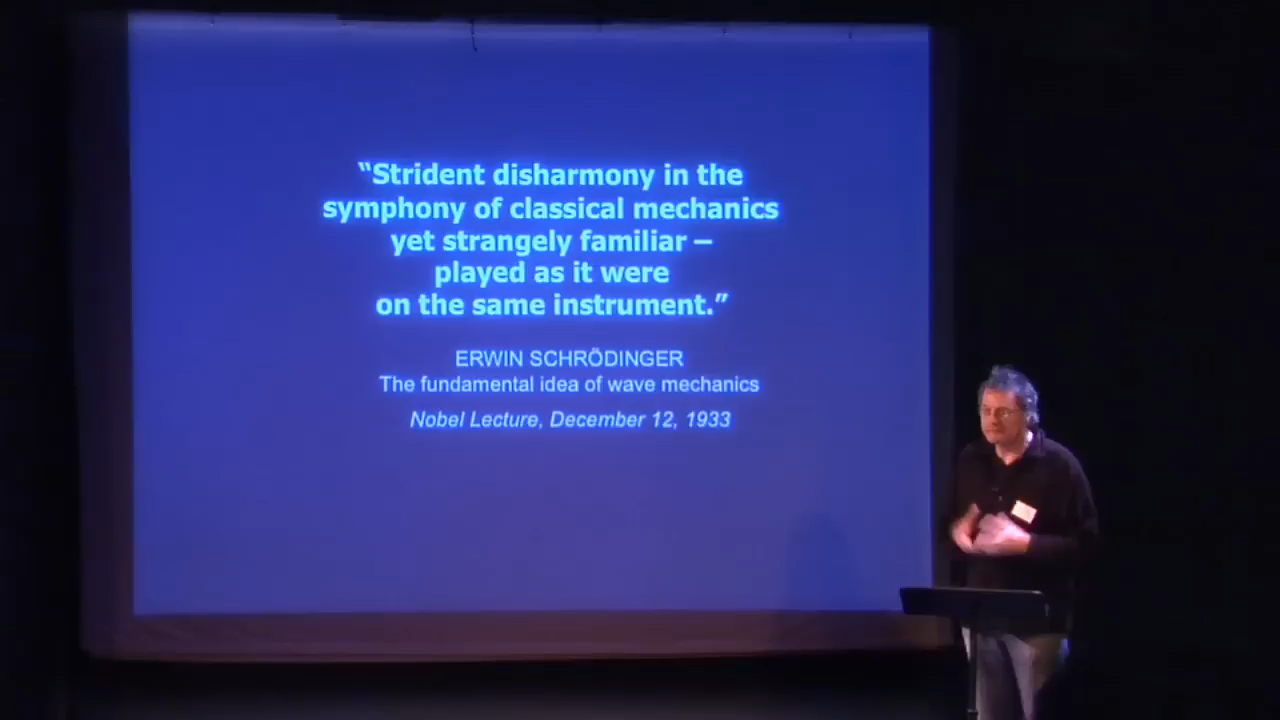 “Strident disharmony in the
symphony of classical mechanics
yet strangely familiar –
played as it were
on the same instrument.”
ERWIN SCHRÖDINGER
The fundamental idea of wave mechanics
Nobel Lecture, December 12, 1933